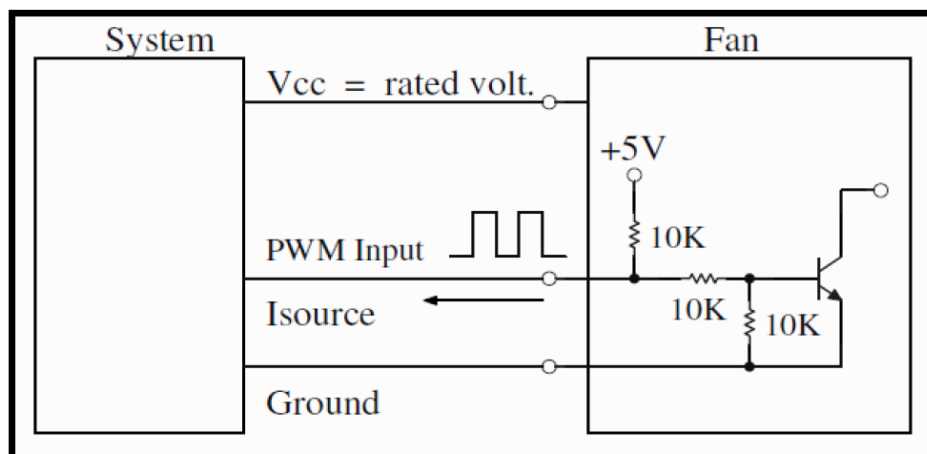 System
Fan
Vcc = rated volt.
+5V
10K
PWM Input
10K
10K
Isource
Ground